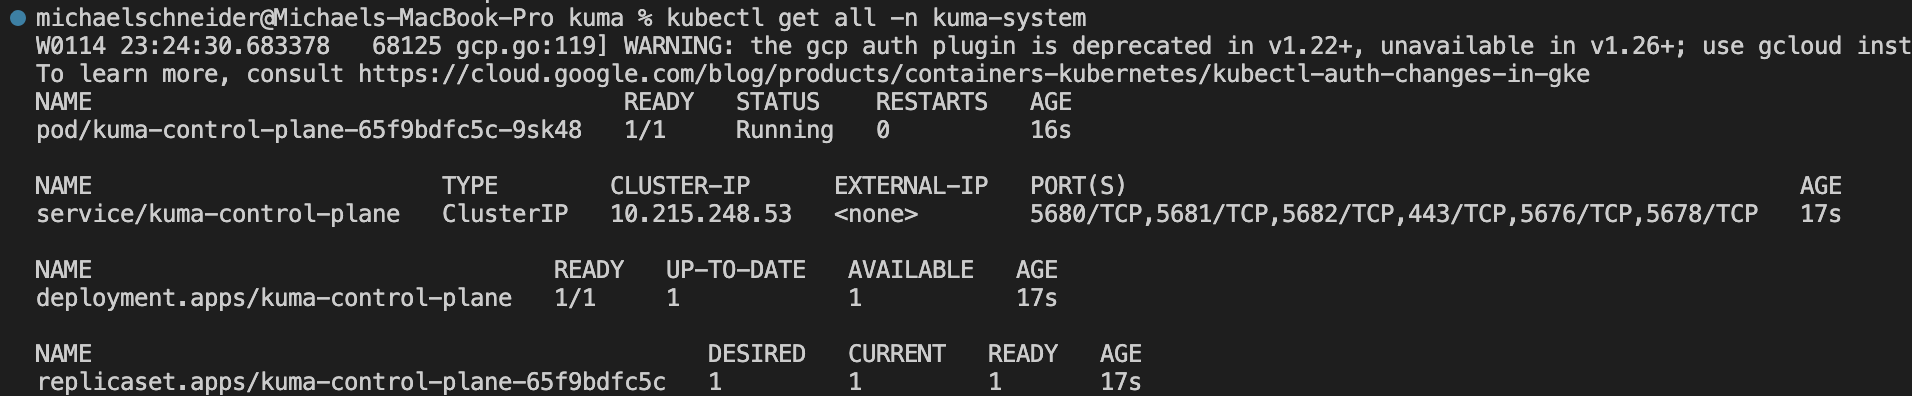 michaelschneider@Michaels-MacBook-Pro kuma % kubectl get all -n kuma-system
W0114 23:24:30.683378   68125 gcp.go:119] WARNING: the gcp auth plugin is deprecated in v1.22+, unavailable in v1.26+; use gcloud inst
To learn more, consult https://cloud.google.com/blog/products/containers-kubernetes/kubectl-auth-changes-in-gke
NAME                                      READY   STATUS    RESTARTS   AGE
pod/kuma-control-plane-65f9bdfc5c-9sk48   1/1     Running   0          16s
NAME                         TYPE        CLUSTER-IP      EXTERNAL-IP   PORT(S)                                                AGE
service/kuma-control-plane   ClusterIP   10.215.248.53   <none>        5680/TCP,5681/TCP,5682/TCP,443/TCP,5676/TCP,5678/TCP   17s
NAME                                 READY   UP-TO-DATE   AVAILABLE   AGE
deployment.apps/kuma-control-plane   1/1     1            1           17s
NAME                                            DESIRED   CURRENT   READY   AGE
replicaset.apps/kuma-control-plane-65f9bdfc5c   1         1         1       17s